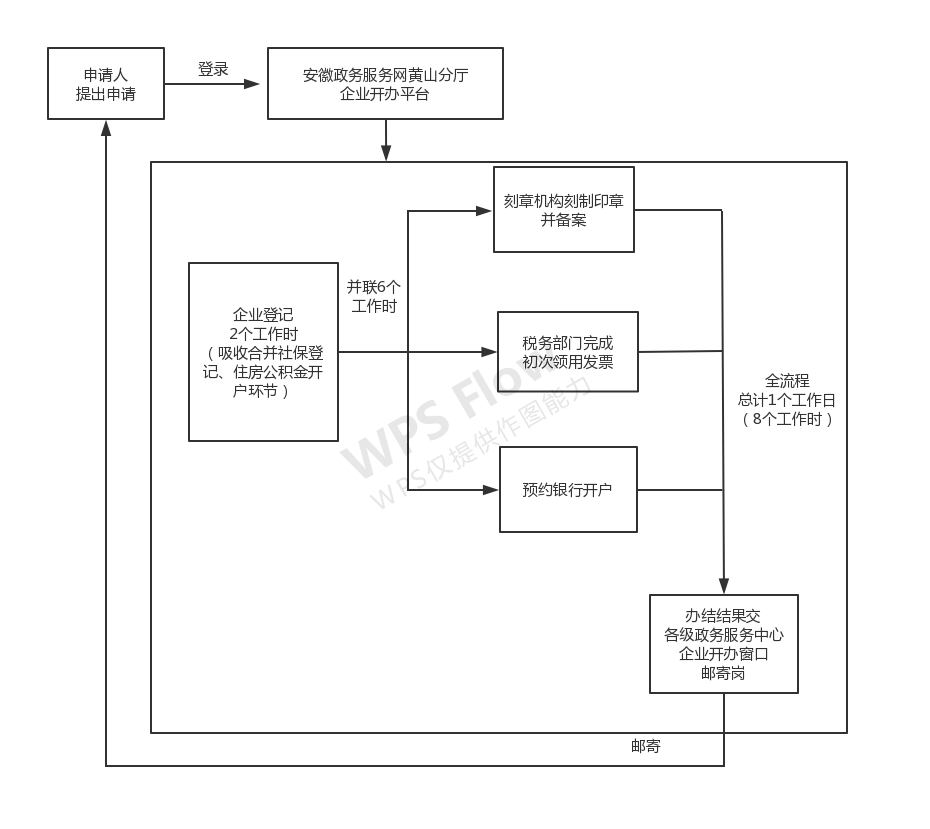 申请人
提出申请
登录
安徽政务服务网黄山分厅
企业开办平台
刻章机构刻制印章
并备案
企业登记
2个工作时
（吸收合并社保登
记、住房公积金开
户环节）
并联6个
工作时
税务部门完成
初次领用发票
预约银行开户
全流程
总计1个工作日
（8个工作时）
办结结果交
各级政务服务中心
企业开办窗口
邮寄岗
邮寄
WPS Flow
WPS仅提供作图能力